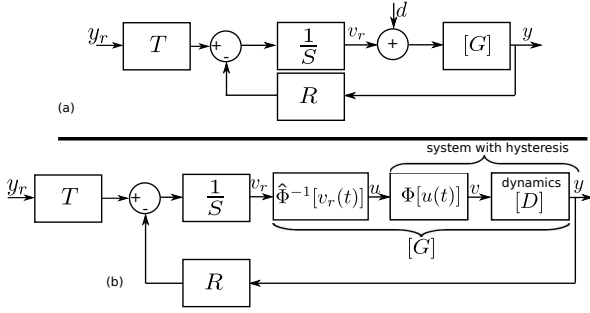 d
y_r T + - 1/S v_r + [G] y
R
(a)
system with hysteresis
y_r T + - 1/S v_r Φ̂⁻¹[v_r(t)] u Φ[u(t)] v dynamics [D] y
[G]
(b) R